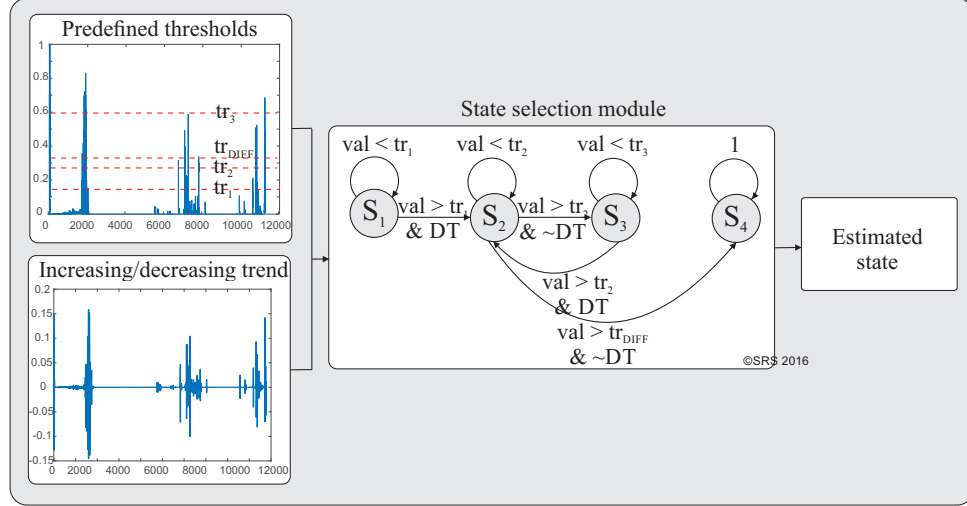 Predefined thresholds
1
0.8
0.6
0.4
0.2
0
0 2000 4000 6000 8000 10000 12000
tr3
trDIFF
tr2
tr1
Increasing/decreasing trend
0.2
0.15
0.1
0.05
0
-0.05
-0.1
-0.15
0 2000 4000 6000 8000 10000 12000
State selection module
val < tr1 val < tr2 val < tr3 1
S1 S2 S3 S4
val > tr1
& DT
val > tr2
& ~DT
val > tr2
& DT
val > trDIFF
& ~DT
©SRS 2016
Estimated
state